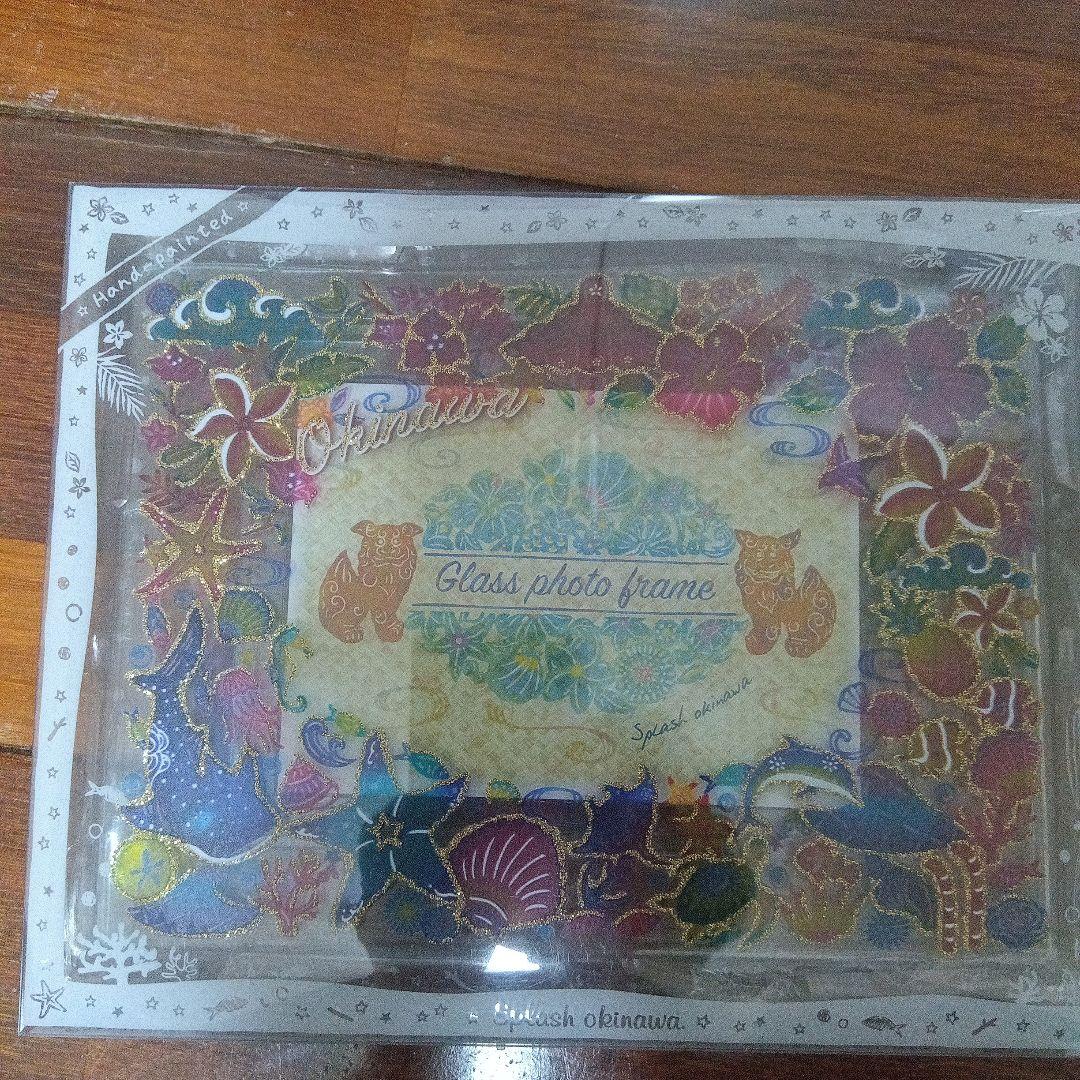 Hand-painted
Okinawa
Glass photo frame
Splash okinawa
Splash okinawa.